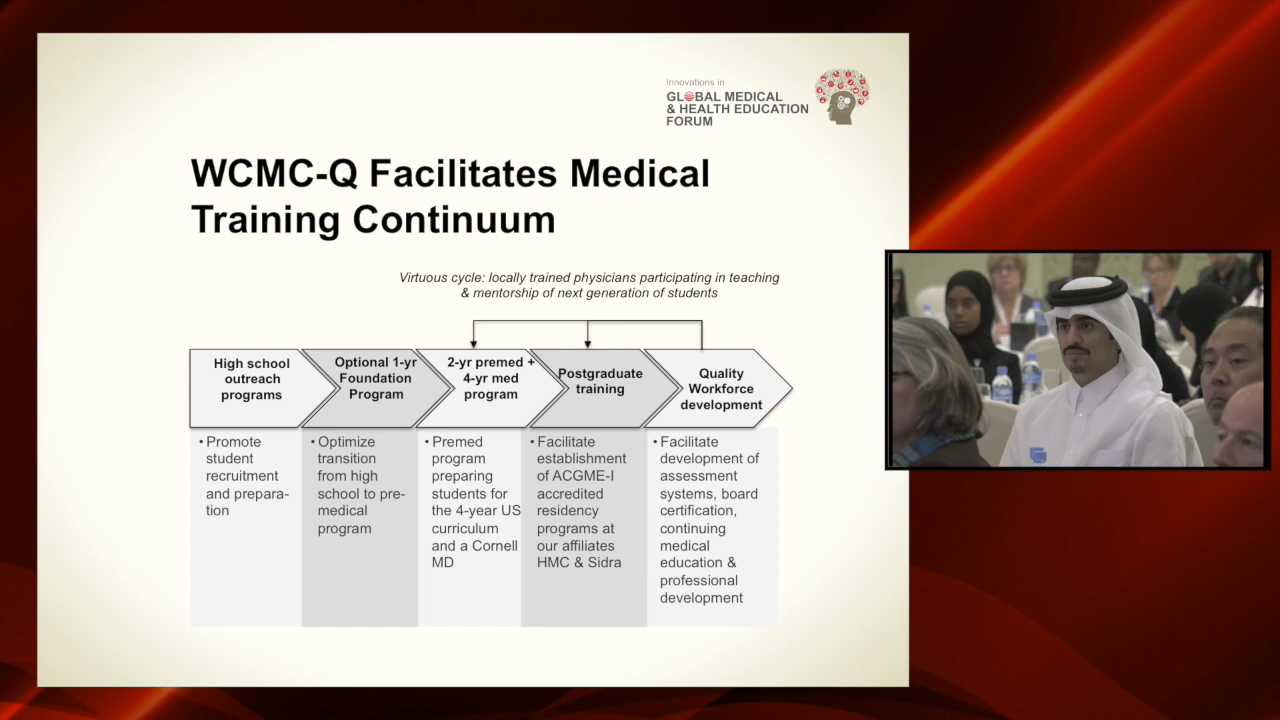 Innovations in
GLOBAL MEDICAL
& HEALTH EDUCATION
FORUM
WCMC-Q Facilitates Medical
Training Continuum
Virtuous cycle: locally trained physicians participating in teaching
& mentorship of next generation of students
High school
outreach
programs
Optional 1-yr
Foundation
Program
2-yr premed +
4-yr med
program
Postgraduate
training
Quality
Workforce
development
• Promote
student
recruitment
and prepara-
tion
• Optimize
transition
from high
school to pre-
medical
program
• Premed
program
preparing
students for
the 4-year US
curriculum
and a Cornell
MD
• Facilitate
establishment
of ACGME-I
accredited
residency
programs at
our affiliates
HMC & Sidra
• Facilitate
development of
assessment
systems, board
certification,
continuing
medical
education &
professional
development